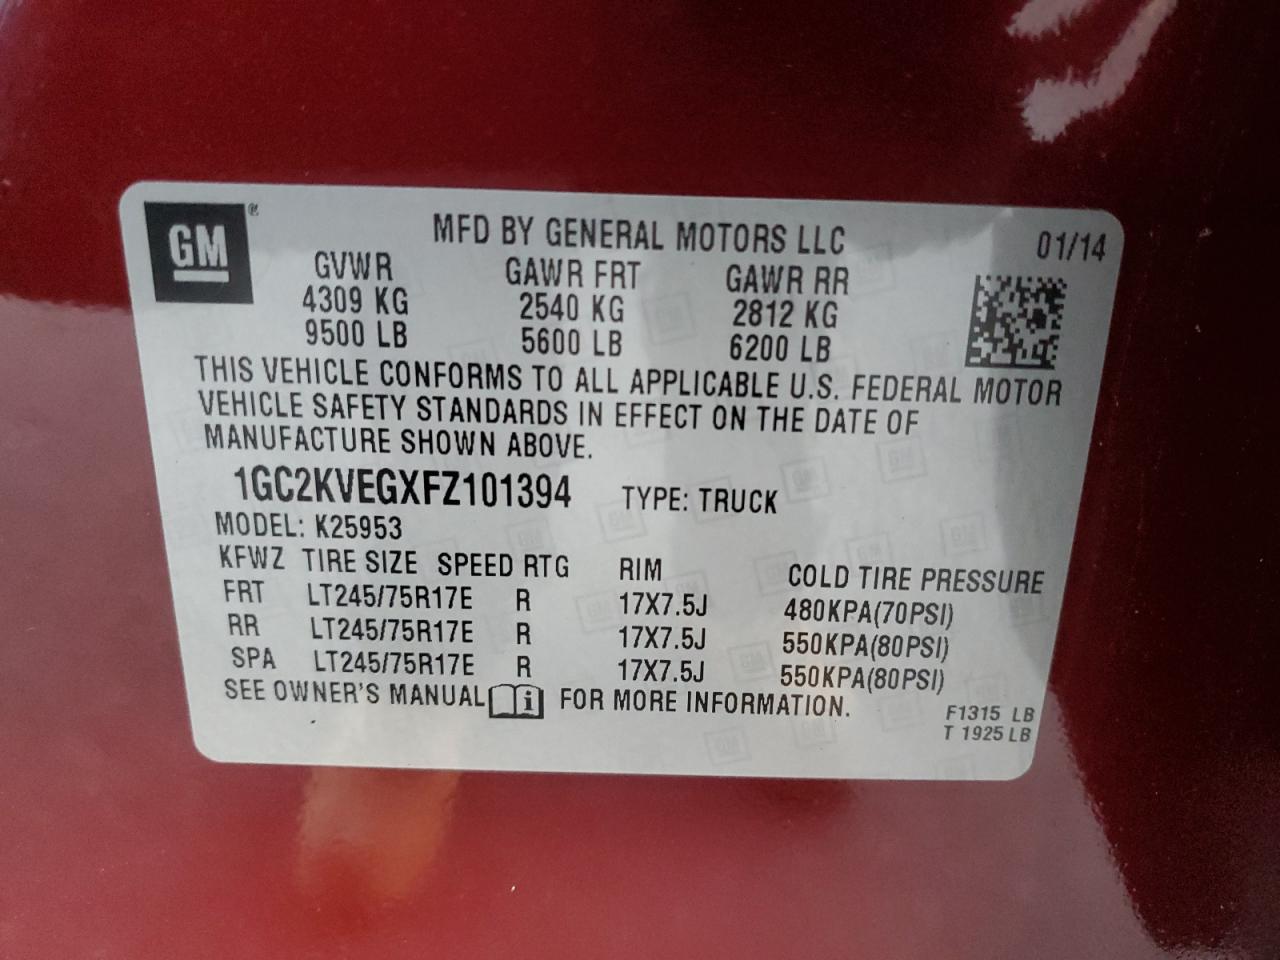 GM®
MFD BY GENERAL MOTORS LLC 01/14
GVWR GAWR FRT GAWR RR
4309 KG 2540 KG 2812 KG
9500 LB 5600 LB 6200 LB
THIS VEHICLE CONFORMS TO ALL APPLICABLE U.S. FEDERAL MOTOR
VEHICLE SAFETY STANDARDS IN EFFECT ON THE DATE OF
MANUFACTURE SHOWN ABOVE.
1GC2KVEGXFZ101394 TYPE: TRUCK
MODEL: K25953
KFWZ TIRE SIZE SPEED RTG RIM COLD TIRE PRESSURE
FRT LT245/75R17E R 17X7.5J 480KPA(70PSI)
RR LT245/75R17E R 17X7.5J 550KPA(80PSI)
SPA LT245/75R17E R 17X7.5J 550KPA(80PSI)
SEE OWNER'S MANUAL i FOR MORE INFORMATION.
F1315 LB
T 1925 LB